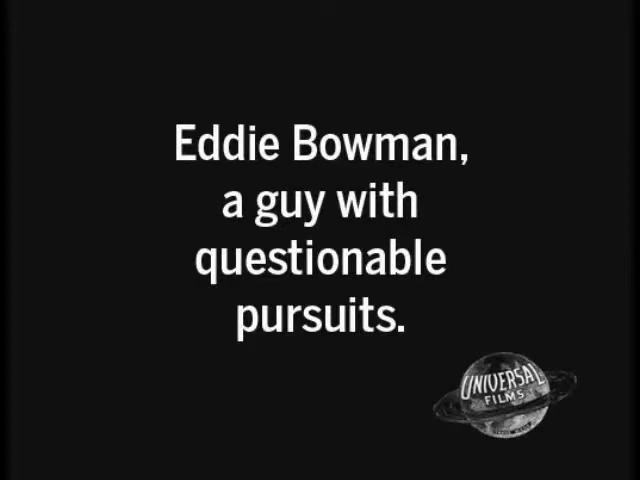 Eddie Bowman,
a guy with
questionable
pursuits.
UNIVERSAL
FILMS